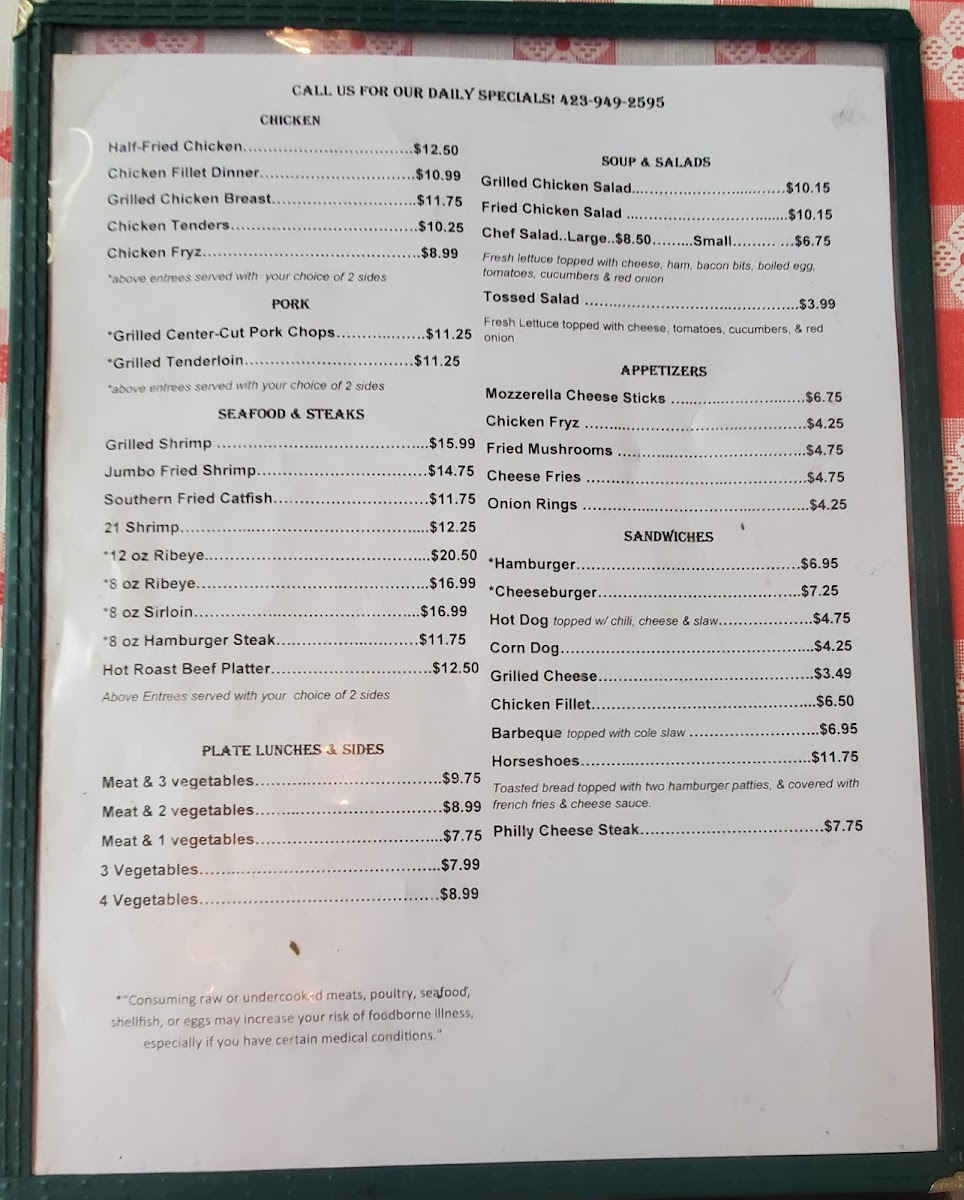 CALL US FOR OUR DAILY SPECIALS! 423-949-2595
CHICKEN
Half-Fried Chicken....................................$12.50
Chicken Fillet Dinner.................................$10.99
Grilled Chicken Breast...............................$11.75
Chicken Tenders.......................................$10.25
Chicken Fryz.............................................$8.99
*above entrees served with your choice of 2 sides
PORK
*Grilled Center-Cut Pork Chops..................$11.25
*Grilled Tenderloin...................................$11.25
*above entrees served with your choice of 2 sides
SEAFOOD & STEAKS
Grilled Shrimp ............................................$15.99
Jumbo Fried Shrimp...................................$14.75
Southern Fried Catfish................................$11.75
21 Shrimp....................................................$12.25
*12 oz Ribeye...............................................$20.50
*8 oz Ribeye.................................................$16.99
*8 oz Sirloin................................................$16.99
*8 oz Hamburger Steak..............................$11.75
Hot Roast Beef Platter.................................$12.50
Above Entrees served with your choice of 2 sides
PLATE LUNCHES & SIDES
Meat & 3 vegetables.......................................$9.75
Meat & 2 vegetables.......................................$8.99
Meat & 1 vegetables.......................................$7.75
3 Vegetables..................................................$7.99
4 Vegetables..................................................$8.99
*"Consuming raw or undercooked meats, poultry, seafood,
shellfish, or eggs may increase your risk of foodborne illness,
especially if you have certain medical conditions."
SOUP & SALADS
Grilled Chicken Salad................................$10.15
Fried Chicken Salad ..................................$10.15
Chef Salad..Large..$8.50.........Small......... ...$6.75
Fresh lettuce topped with cheese, ham, bacon bits, boiled egg,
tomatoes, cucumbers & red onion
Tossed Salad .............................................$3.99
Fresh Lettuce topped with cheese, tomatoes, cucumbers, & red
onion
APPETIZERS
Mozzerella Cheese Sticks ..................................$6.75
Chicken Fryz ..............................................$4.25
Fried Mushrooms .......................................$4.75
Cheese Fries ..............................................$4.75
Onion Rings ...............................................$4.25
SANDWICHES
*Hamburger.....................................................$6.95
*Cheeseburger...........................................$7.25
Hot Dog topped w/ chili, cheese & slaw....................$4.75
Corn Dog.....................................................$4.25
Grilled Cheese.............................................$3.49
Chicken Fillet...............................................$6.50
Barbeque topped with cole slaw ...........................$6.95
Horseshoes................................................$11.75
Toasted bread topped with two hamburger patties, & covered with
french fries & cheese sauce.
Philly Cheese Steak.....................................$7.75